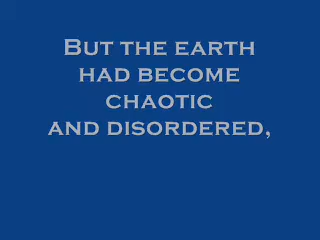 But the earth
had become
chaotic
and disordered,